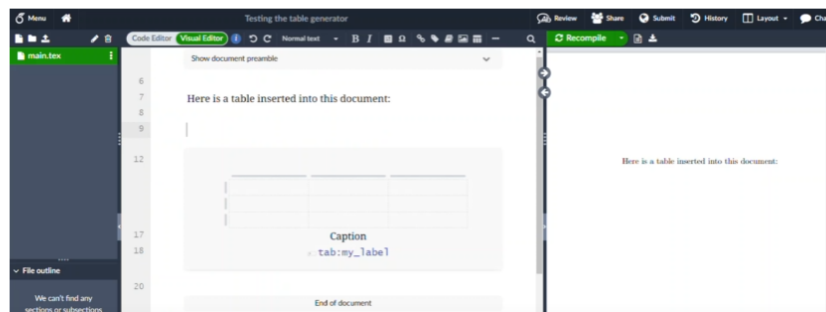 Menu
Testing the table generator
Review
Share
Submit
History
Layout
Code Editor
Visual Editor
Normal text
B I
Ω
Recompile
main.tex
Show document preamble
6
7
Here is a table inserted into this document:
8
9
12
17
Caption
18
tab:my_label
20
End of document
File outline
We can't find any
sections or subsections
Here is a table inserted into this document: